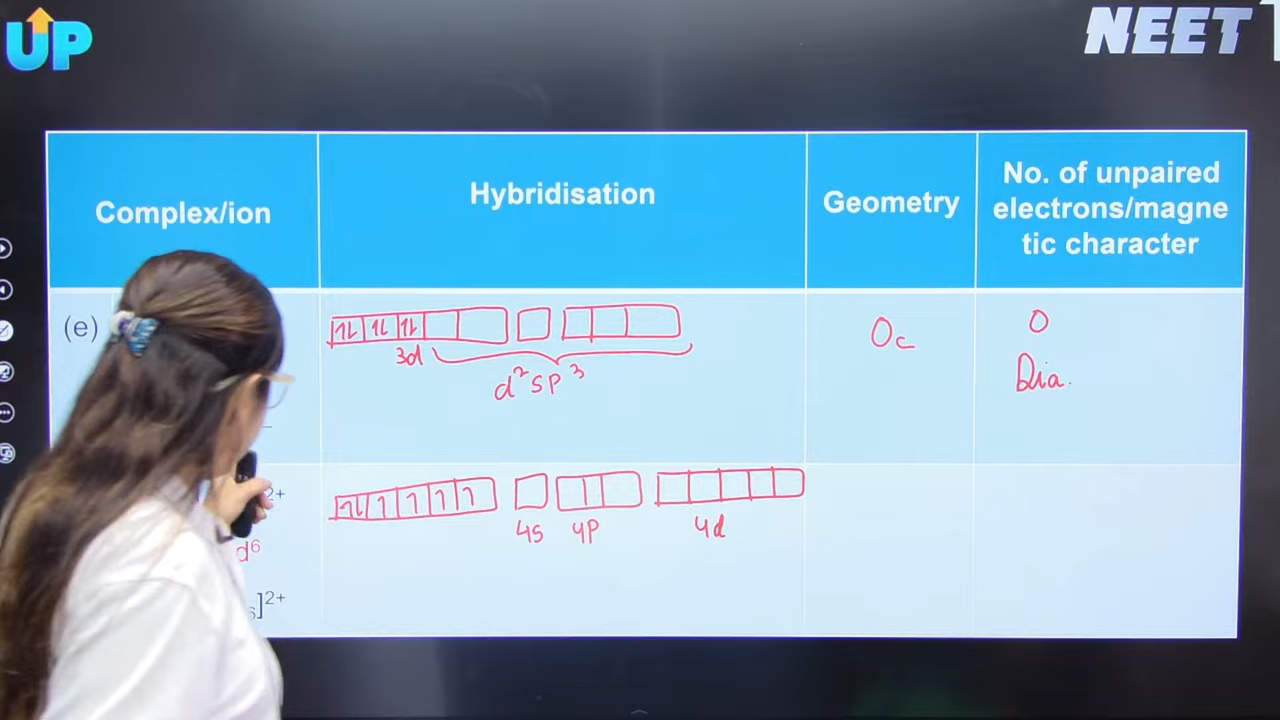 UP
NEET
Complex/ion
Hybridisation
Geometry
No. of unpaired
electrons/magne
tic character
(e)
3d
d²sp³
Oc
0
Dia.
2+
4s
4p
4d
d⁶
]²⁺